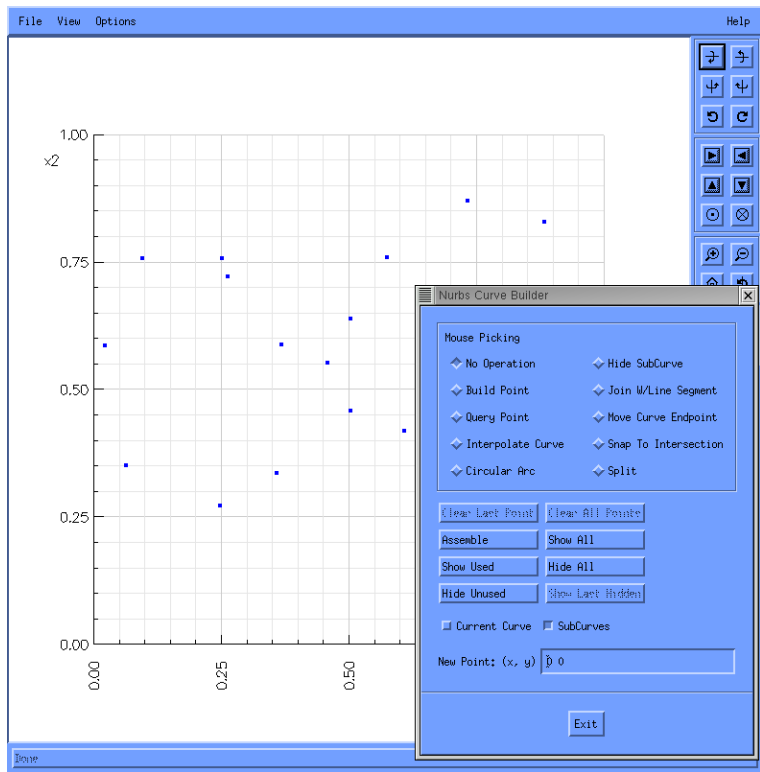 File View Options Help
1.00
x2
0.75
0.50
0.25
0.00
0.00 0.25 0.50
Nurbs Curve Builder
Mouse Picking
No Operation Hide SubCurve
Build Point Join W/Line Segment
Query Point Move Curve Endpoint
Interpolate Curve Snap To Intersection
Circular Arc Split
Clear Last Point Clear All Points
Assemble Show All
Show Used Hide All
Hide Unused Show Last Hidden
Current Curve SubCurves
New Point: (x, y) 0 0
Exit
Done